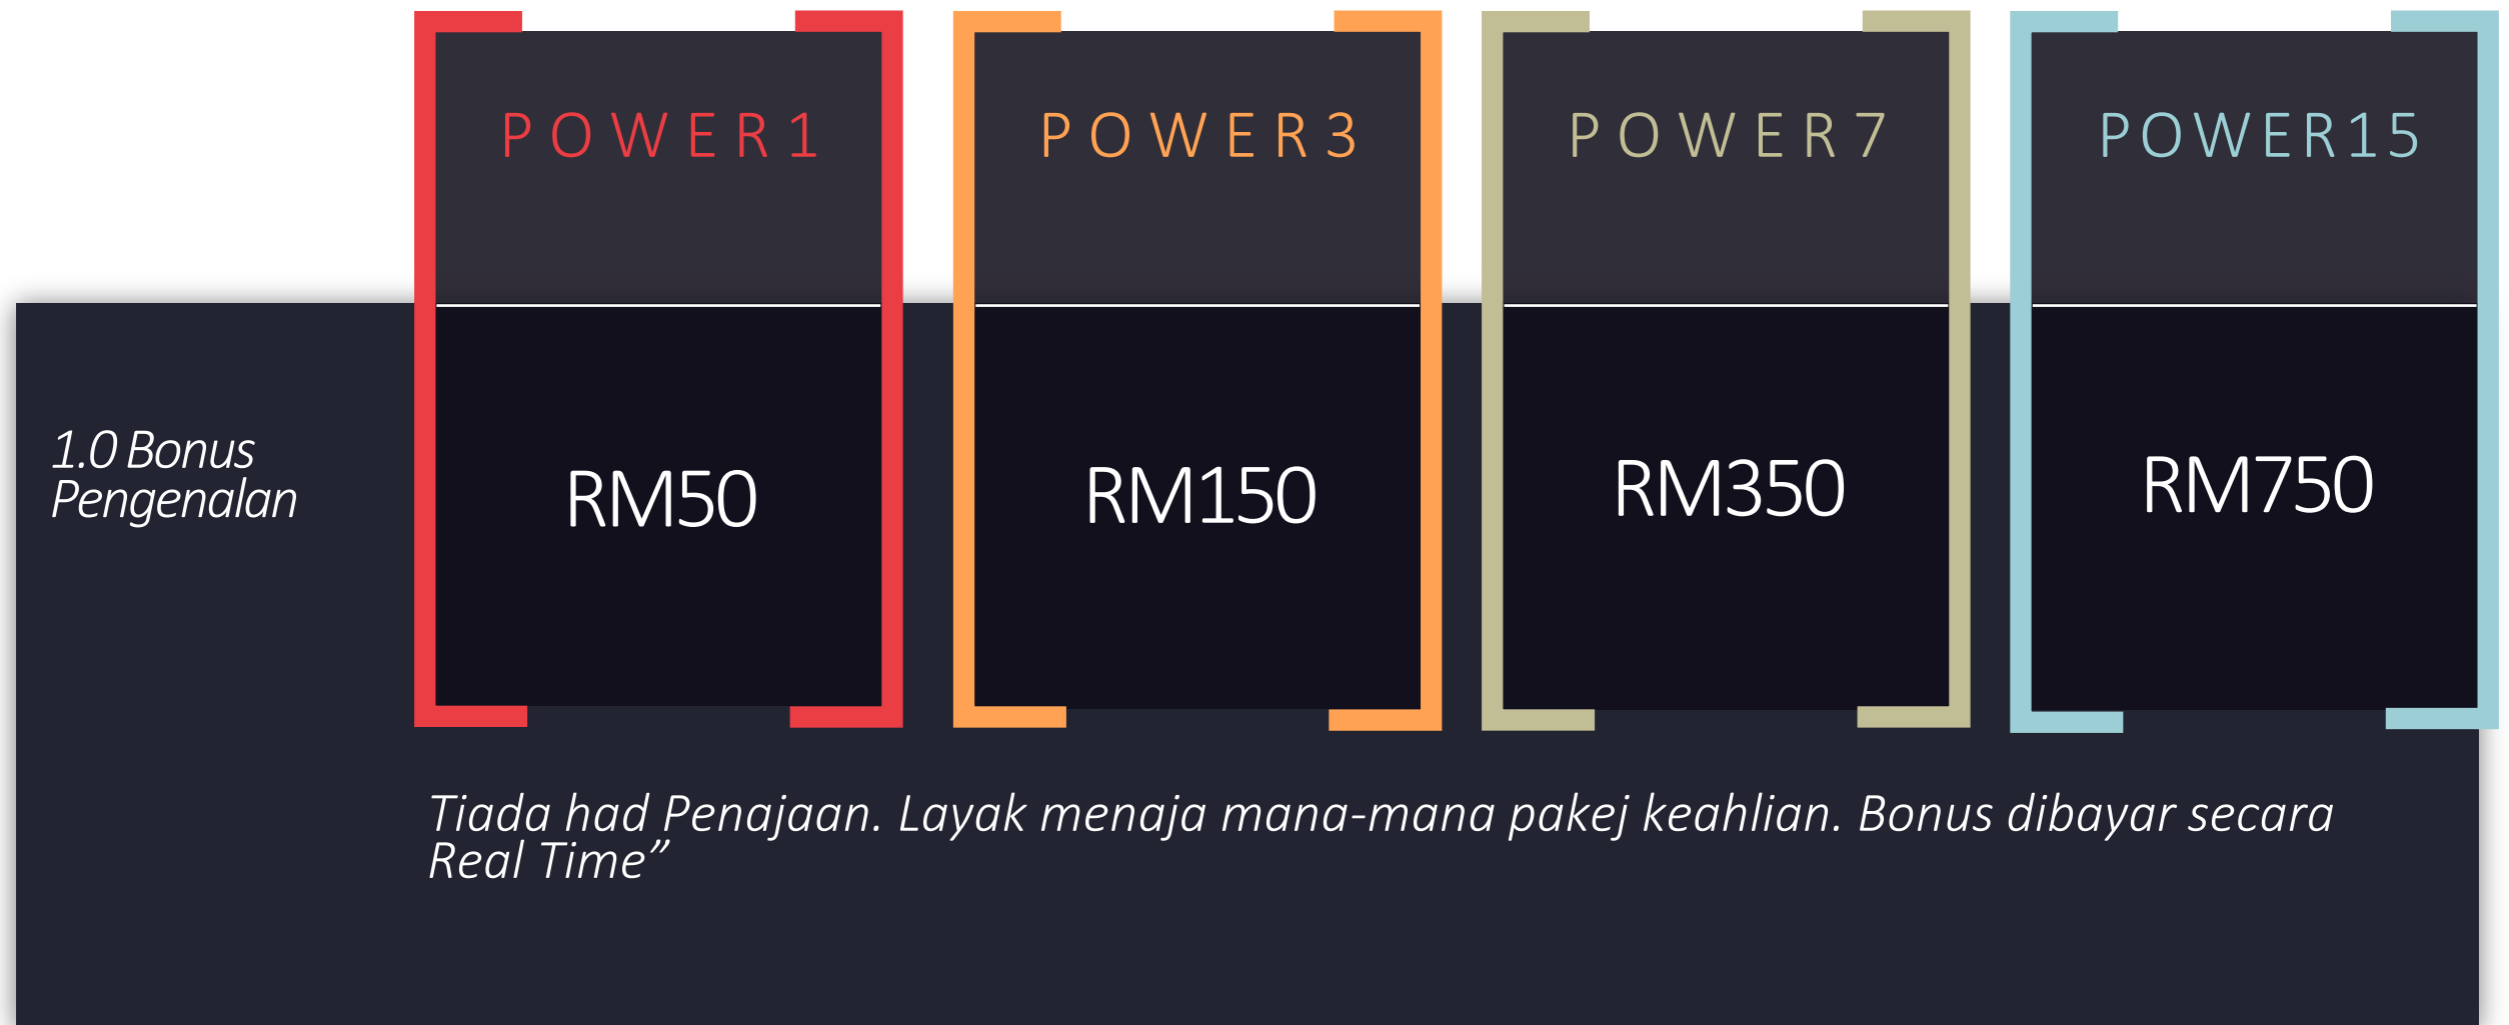 POWER1
POWER3
POWER7
POWER15
1.0 Bonus
Pengenalan
RM50
RM150
RM350
RM750
Tiada had Penajaan. Layak menaja mana-mana pakej keahlian. Bonus dibayar secara
Real Time”